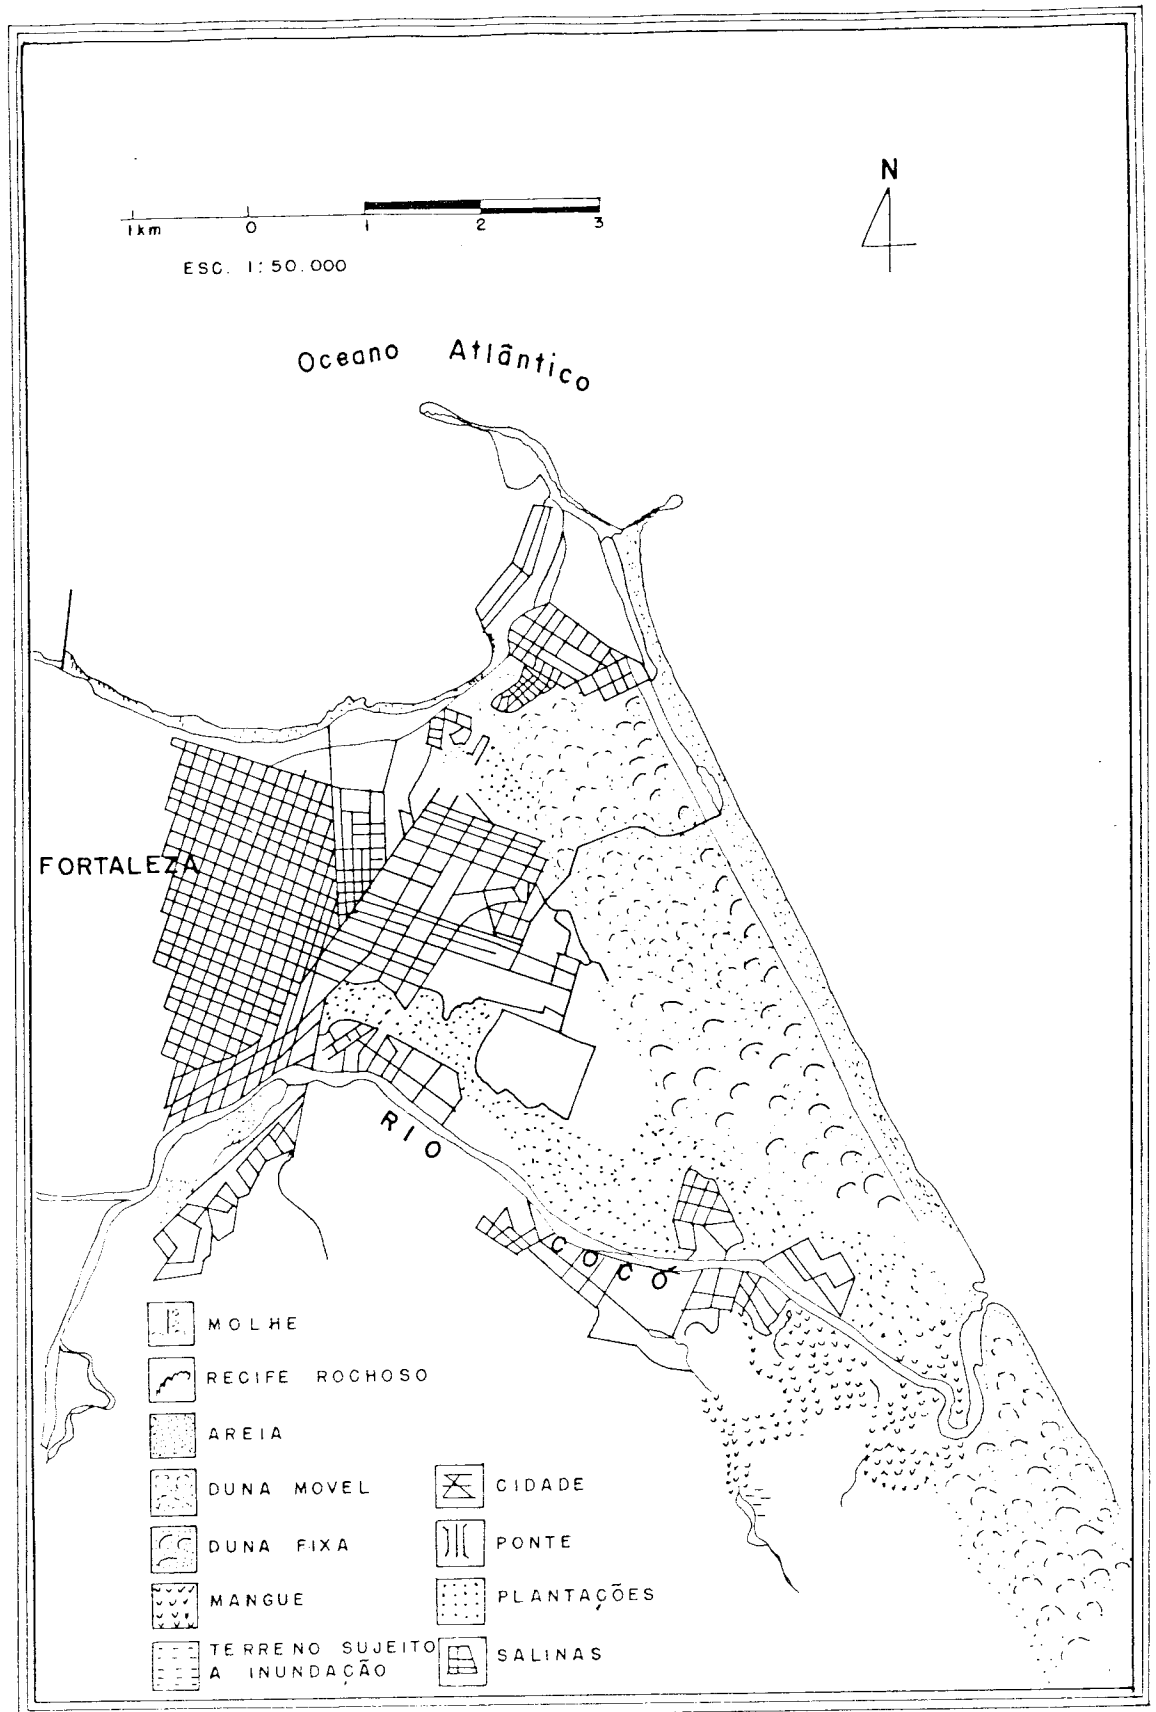 N
1 km 0 1 2 3
ESC. 1:50.000
Oceano Atlântico
FORTALEZA
RIO
COCÓ
MOLHE
RECIFE ROCHOSO
AREIA
DUNA MOVEL
DUNA FIXA
MANGUE
TERRENO SUJEITO
A INUNDAÇÃO
CIDADE
PONTE
PLANTAÇÕES
SALINAS